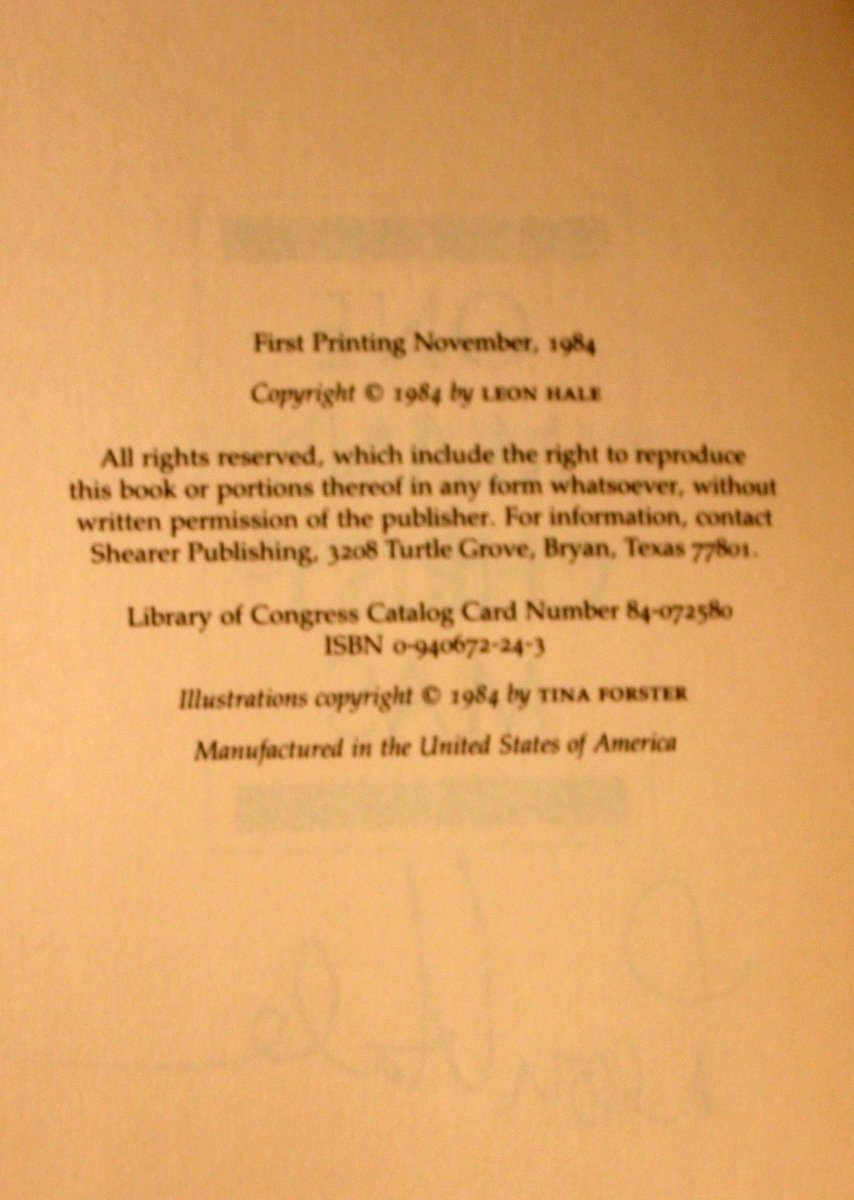 First Printing November, 1984
Copyright © 1984 by LEON HALE
All rights reserved, which include the right to reproduce
this book or portions thereof in any form whatsoever, without
written permission of the publisher. For information, contact
Shearer Publishing, 3208 Turtle Grove, Bryan, Texas 77801.
Library of Congress Catalog Card Number 84-072580
ISBN 0-940672-24-3
Illustrations copyright © 1984 by TINA FORSTER
Manufactured in the United States of America